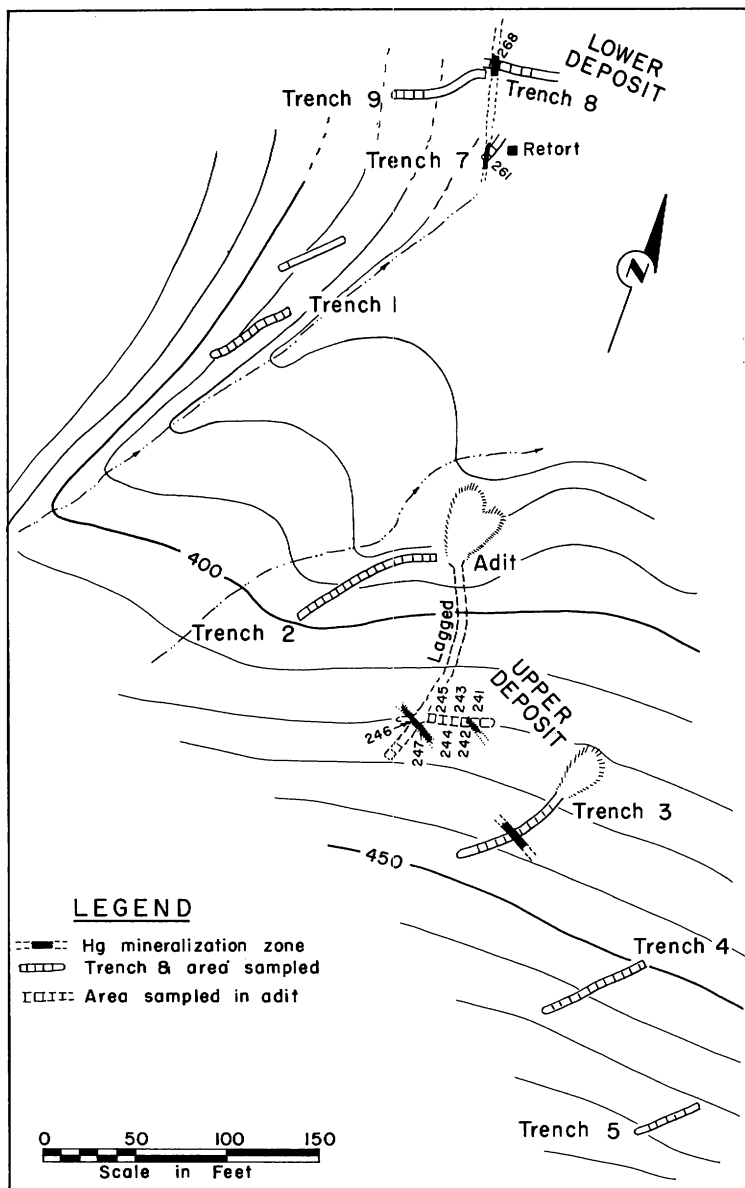 268
LOWER
DEPOSIT
Trench 9
Trench 8
Trench 7
Retort
261
N
Trench 1
400
Adit
Trench 2
Lagged
UPPER
DEPOSIT
245
243
241
246
247
244
242
Trench 3
450
LEGEND
Hg mineralization zone
Trench & area sampled
Area sampled in adit
Trench 4
Trench 5
0 50 100 150
Scale in Feet